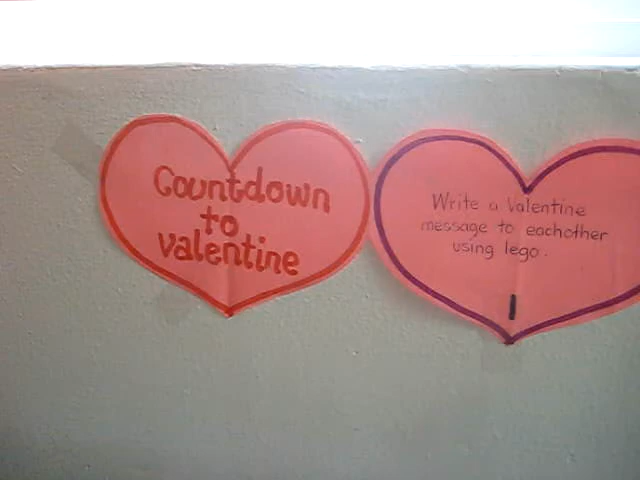 Countdown
to
valentine
Write a Valentine
message to eachother
using lego.
1